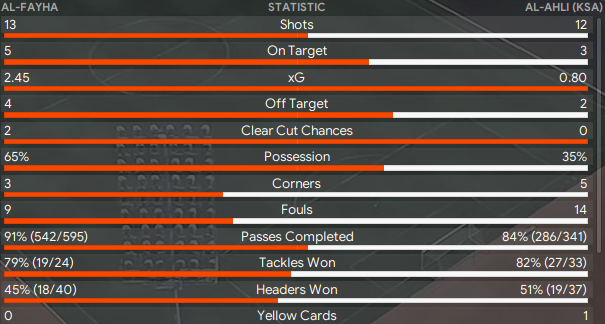 AL-FAYHA STATISTIC AL-AHLI (KSA)
13 Shots 12
5 On Target 3
2.45 xG 0.80
4 Off Target 2
2 Clear Cut Chances 0
65% Possession 35%
3 Corners 5
9 Fouls 14
91% (542/595) Passes Completed 84% (286/341)
79% (19/24) Tackles Won 82% (27/33)
45% (18/40) Headers Won 51% (19/37)
0 Yellow Cards 1